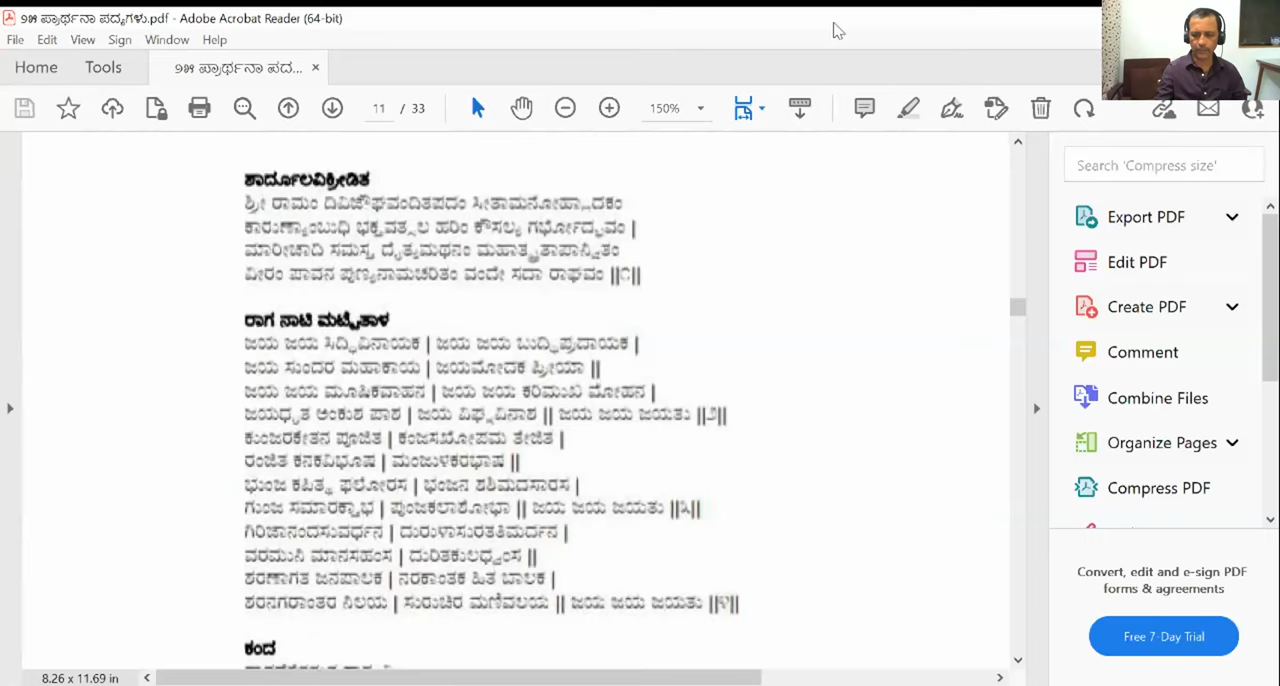 ೨೫ ಪ್ರಾರ್ಥನಾ ಪದ್ಯಗಳು.pdf - Adobe Acrobat Reader (64-bit)
File Edit View Sign Window Help
Home Tools ೨೫ ಪ್ರಾರ್ಥನಾ ಪದ... ×
11 / 33 150%
Search 'Compress size'
ಶಾರ್ದೂಲವಿಕ್ರೀಡಿತ
ಶ್ರೀ ರಾಮಂ ದಿವಿಜೌಘವಂದಿತಪದಂ ಸೀತಾಮನೋಹ್ಲಾದಕಂ
ಕಾರುಣ್ಯಾಂಬುಧಿ ಭಕ್ತವತ್ಸಲ ಹರಿಂ ಕೌಸಲ್ಯ ಗರ್ಭೋದ್ಭವಂ |
ಮಾರೀಚಾದಿ ಸಮಸ್ತ ದೈತ್ಯಮಥನಂ ಮಹಾತ್ಪ್ರತಾಪಾನ್ವಿತಂ
ವೀರಂ ಪಾವನ ಪುಣ್ಯನಾಮಚರಿತಂ ವಂದೇ ಸದಾ ರಾಘವಂ ||೧||
ರಾಗ ನಾಟಿ ಮಟ್ಟೆತಾಳ
ಜಯ ಜಯ ಸಿದ್ಧಿವಿನಾಯಕ | ಜಯ ಜಯ ಬುದ್ಧಿಪ್ರದಾಯಕ |
ಜಯ ಸುಂದರ ಮಹಾಕಾಯ | ಜಯಮೋದಕ ಪ್ರೀಯಾ ||
ಜಯ ಜಯ ಮೂಷಿಕವಾಹನ | ಜಯ ಜಯ ಕರಿಮುಖ ಮೋಹನ |
ಜಯಧೃತ ಅಂಕುಶ ಪಾಶ | ಜಯ ವಿಘ್ನವಿನಾಶ || ಜಯ ಜಯ ಜಯತು ||೨||
ಕುಂಜರಕೇತನ ಪೂಜಿತ | ಕಂಜಸಖೋಪಮ ತೇಜಿತ |
ರಂಜಿತ ಕನಕವಿಭೂಷ | ಮಂಜುಳಕರಭಾಷ ||
ಭುಂಜ ಕಪಿತ್ಥ ಫಲೋರಸ | ಭಂಜನ ಶಶಿಮದಸಾರಸ |
ಗುಂಜ ಸಮಾರಕ್ತಾಭ | ಪುಂಜಕಲಾಶೋಭಾ || ಜಯ ಜಯ ಜಯತು ||೩||
ಗಿರಿಜಾನಂದಸುವರ್ಧನ | ದುರುಳಾಸುರತತಿಮರ್ದನ |
ವರಮುನಿ ಮಾನಸಹಂಸ | ದುರಿತಕುಲಧ್ವಂಸ ||
ಶರಣಾಗತ ಜನಪಾಲಕ | ನರಕಾಂತಕ ಹಿತ ಬಾಲಕ |
ಶರನಗರಾಂತರ ನಿಲಯ | ಸುರುಚಿರ ಮಣಿವಲಯ || ಜಯ ಜಯ ಜಯತು ||೪||
ಕಂದ
Export PDF
Edit PDF
Create PDF
Comment
Combine Files
Organize Pages
Compress PDF
Convert, edit and e-sign PDF
forms & agreements
Free 7-Day Trial
8.26 x 11.69 in